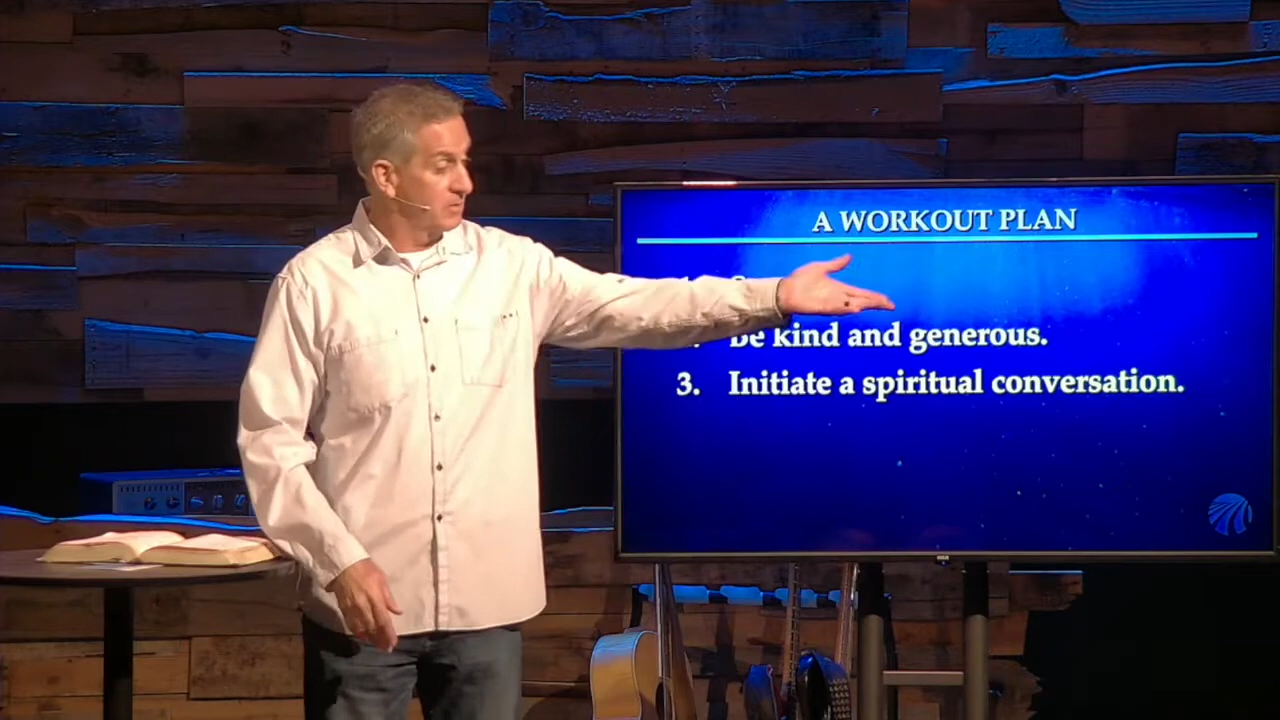 A WORKOUT PLAN
Be kind and generous.
3. Initiate a spiritual conversation.